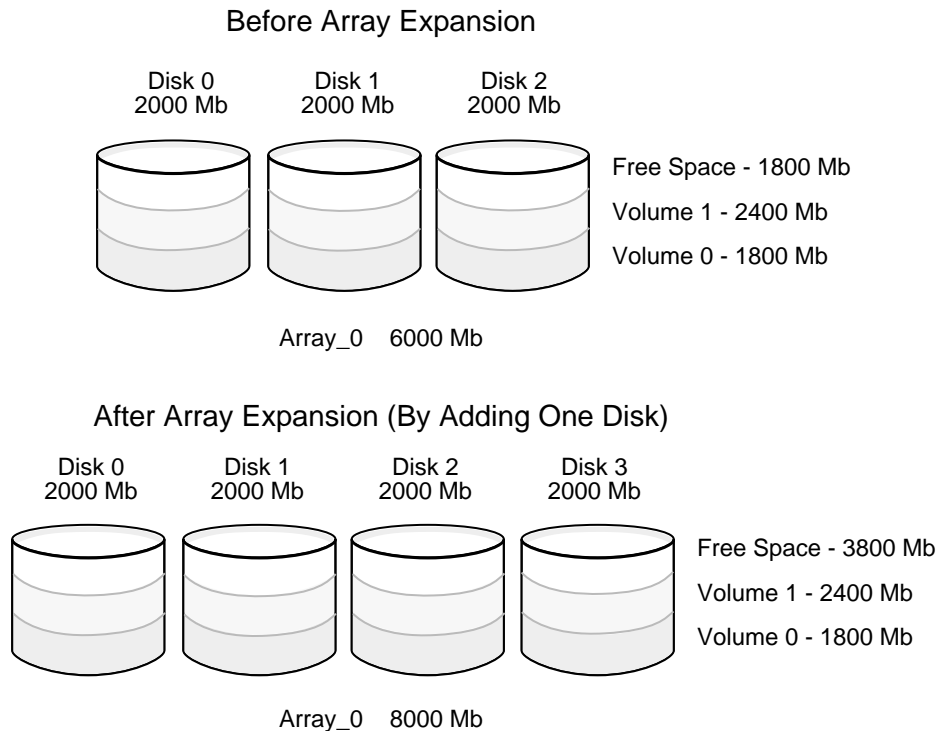 Before Array Expansion
Disk 0
2000 Mb
Disk 1
2000 Mb
Disk 2
2000 Mb
Free Space - 1800 Mb
Volume 1 - 2400 Mb
Volume 0 - 1800 Mb
Array_0 6000 Mb
After Array Expansion (By Adding One Disk)
Disk 0
2000 Mb
Disk 1
2000 Mb
Disk 2
2000 Mb
Disk 3
2000 Mb
Free Space - 3800 Mb
Volume 1 - 2400 Mb
Volume 0 - 1800 Mb
Array_0 8000 Mb